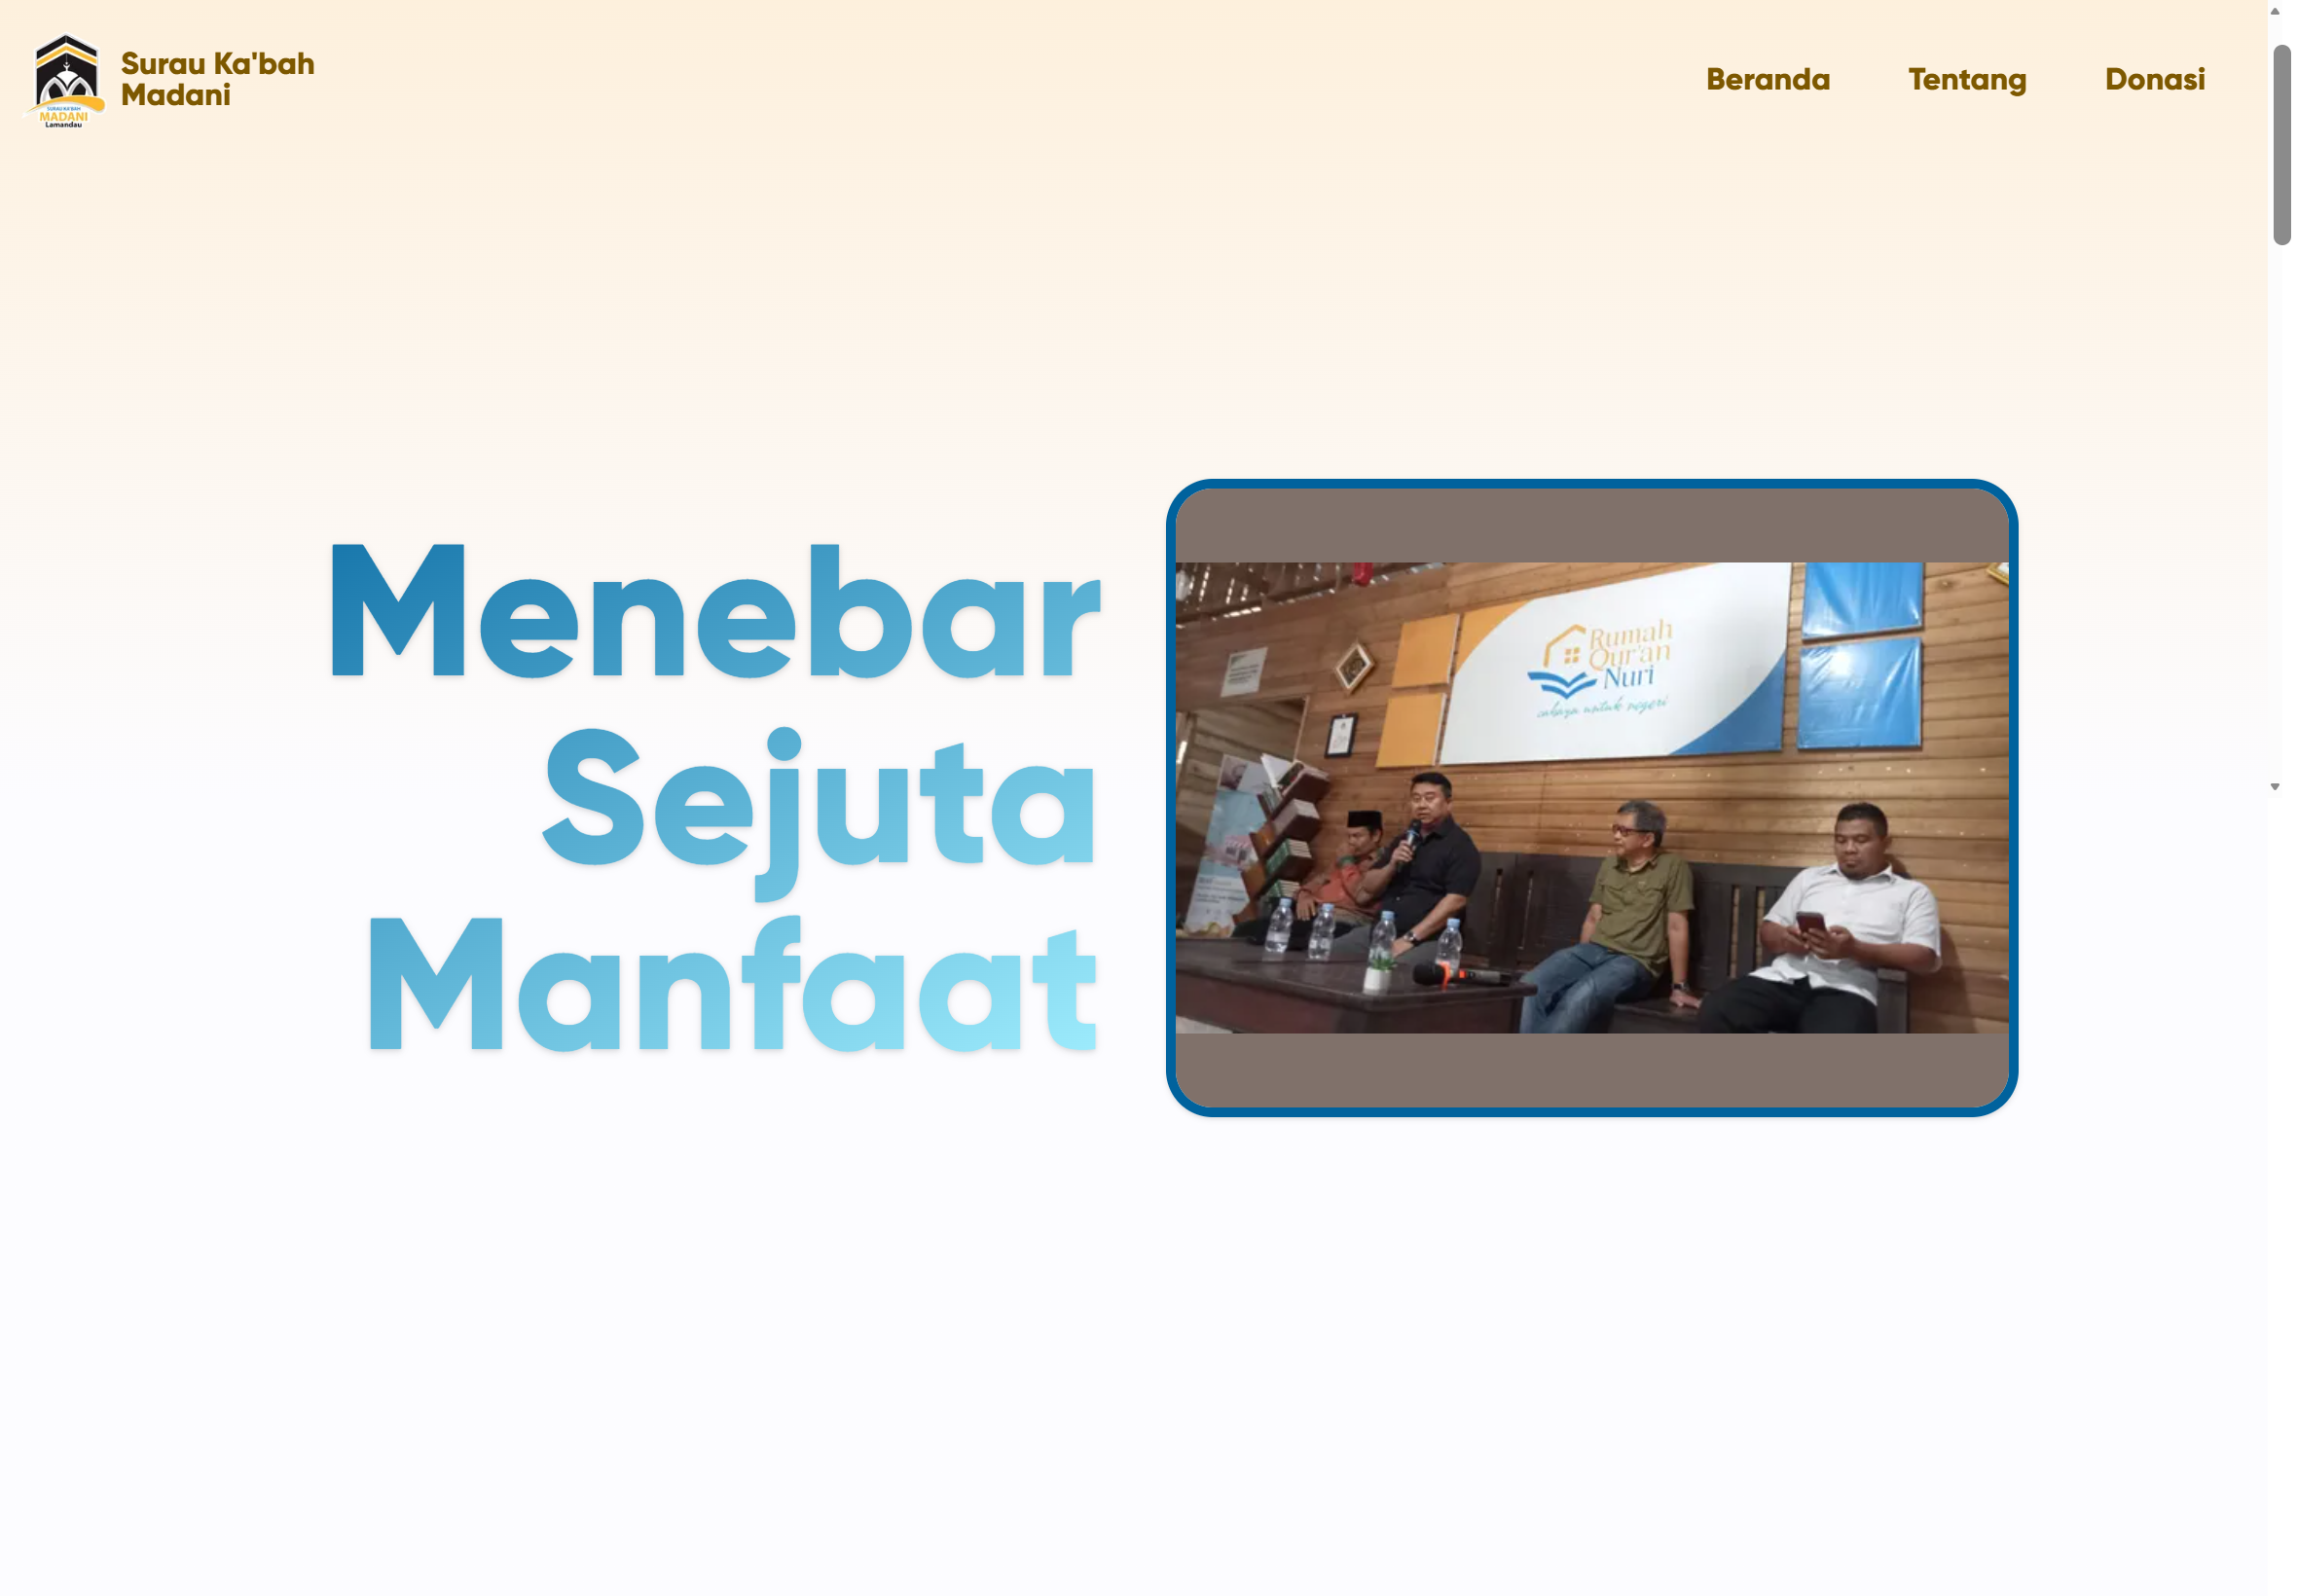 Surau Ka'bah
Madani
SURAU KA'BAH
MADANI
Lamandau
Beranda
Tentang
Donasi
Menebar
Sejuta
Manfaat
Rumah
Qur'an
Nuri
cahaya untuk negeri